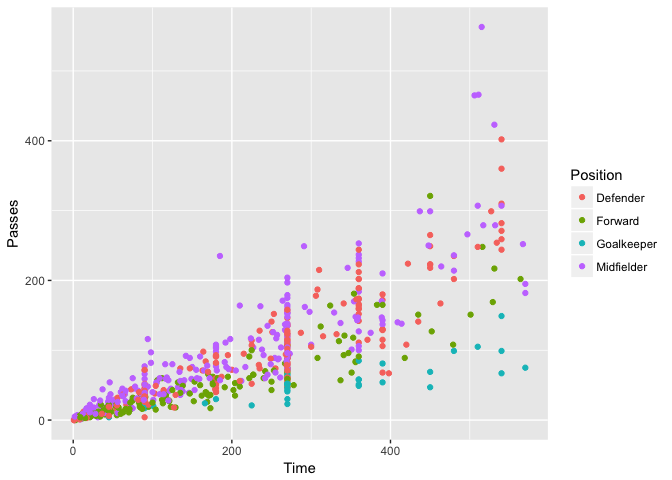 400
200
0
Passes
0 200 400
Time
Position
Defender
Forward
Goalkeeper
Midfielder